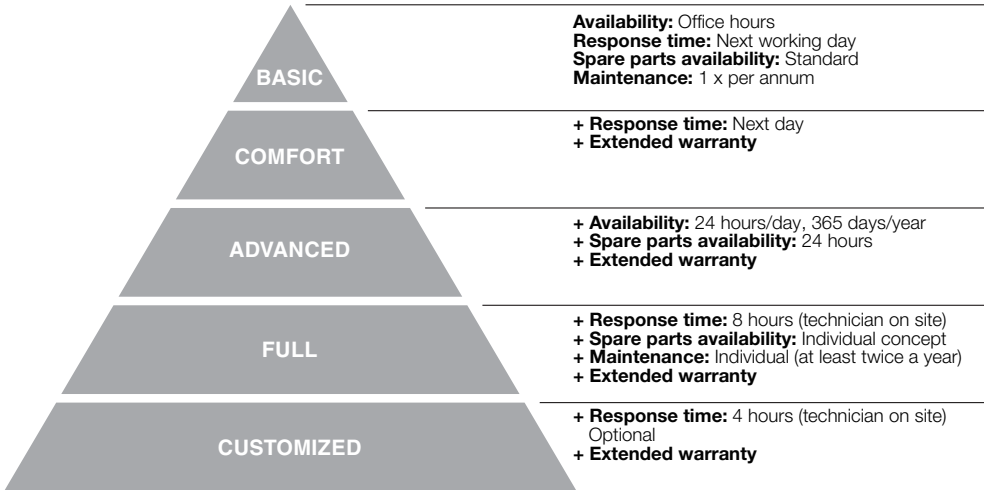 BASIC
Availability: Office hours
Response time: Next working day
Spare parts availability: Standard
Maintenance: 1 x per annum
COMFORT
+ Response time: Next day
+ Extended warranty
ADVANCED
+ Availability: 24 hours/day, 365 days/year
+ Spare parts availability: 24 hours
+ Extended warranty
FULL
+ Response time: 8 hours (technician on site)
+ Spare parts availability: Individual concept
+ Maintenance: Individual (at least twice a year)
+ Extended warranty
CUSTOMIZED
+ Response time: 4 hours (technician on site)
Optional
+ Extended warranty